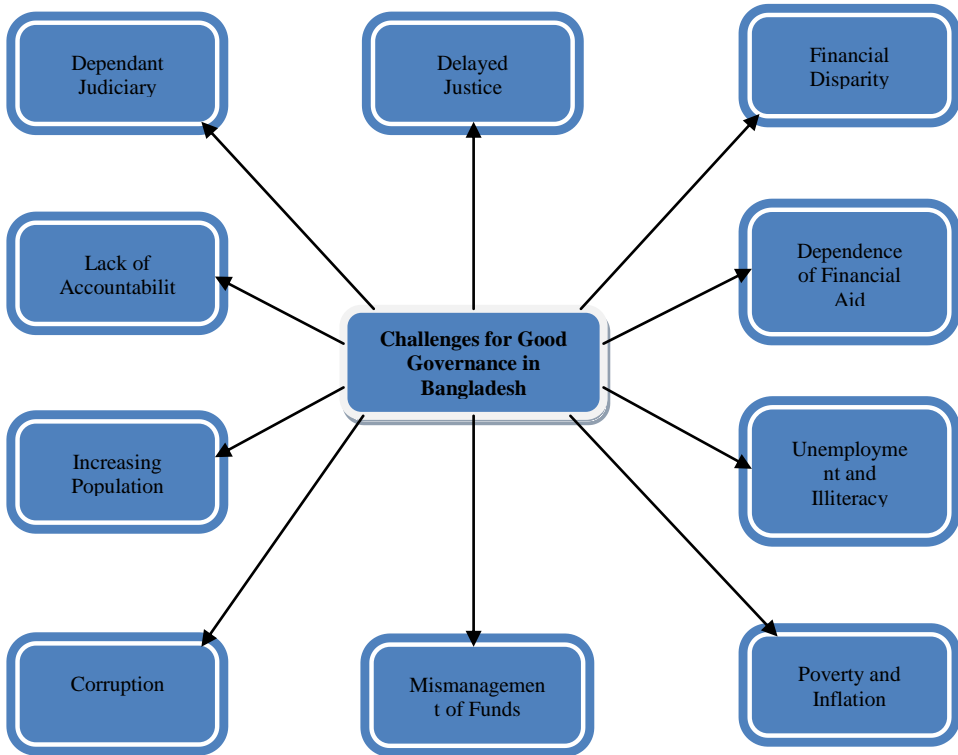 Dependant
Judiciary
Delayed
Justice
Financial
Disparity
Lack of
Accountabilit
Dependence
of Financial
Aid
Challenges for Good
Governance in
Bangladesh
Increasing
Population
Unemployme
nt and
Illiteracy
Corruption
Mismanagemen
t of Funds
Poverty and
Inflation